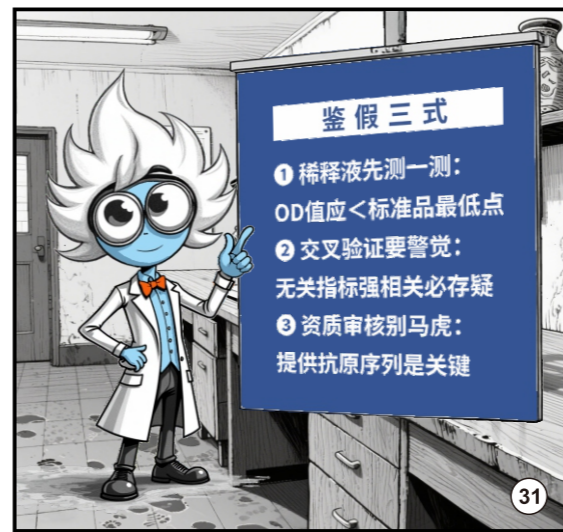 鉴假三式
❶ 稀释液先测一测：
OD值应＜标准品最低点
❷ 交叉验证要警觉：
无关指标强相关必存疑
❸ 资质审核别马虎：
提供抗原序列是关键
31